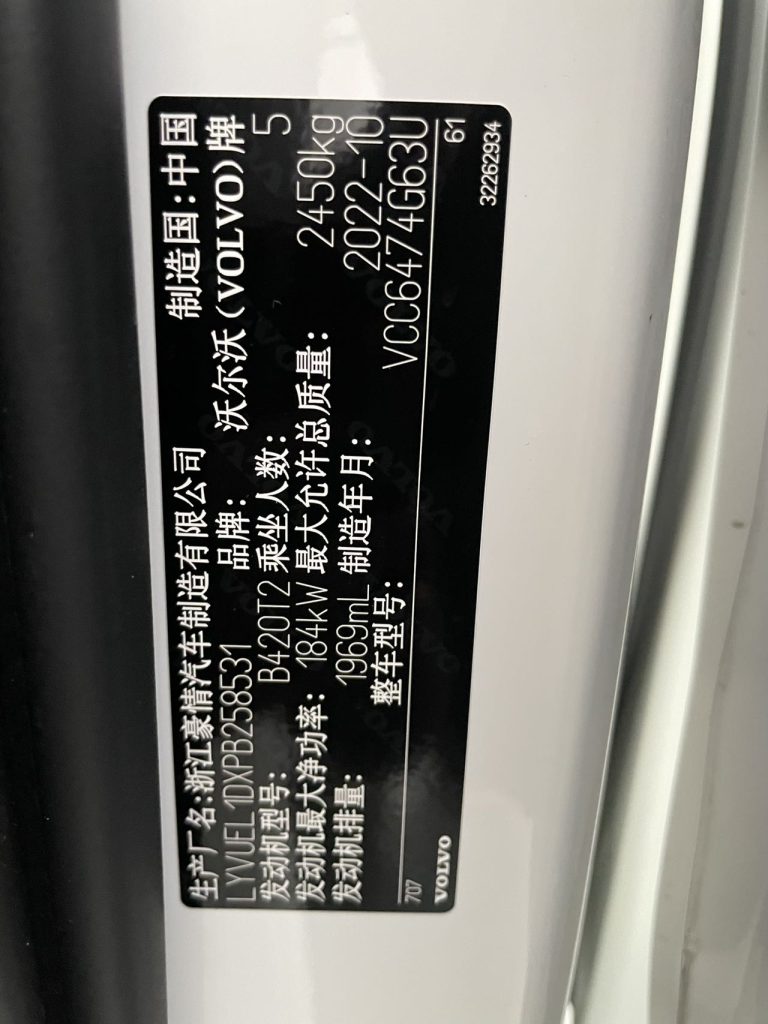 生产厂名:浙江豪情汽车制造有限公司 制造国:中国
LYVUEL1DXPB258531 品牌: 沃尔沃(VOLVO)牌
发动机型号: B420T2 乘坐人数: 5
发动机最大净功率: 184kW 最大允许总质量: 2450kg
发动机排量: 1969mL 制造年月: 2022-10
整车型号: VCC6474G63U
707 61
VOLVO 32262934